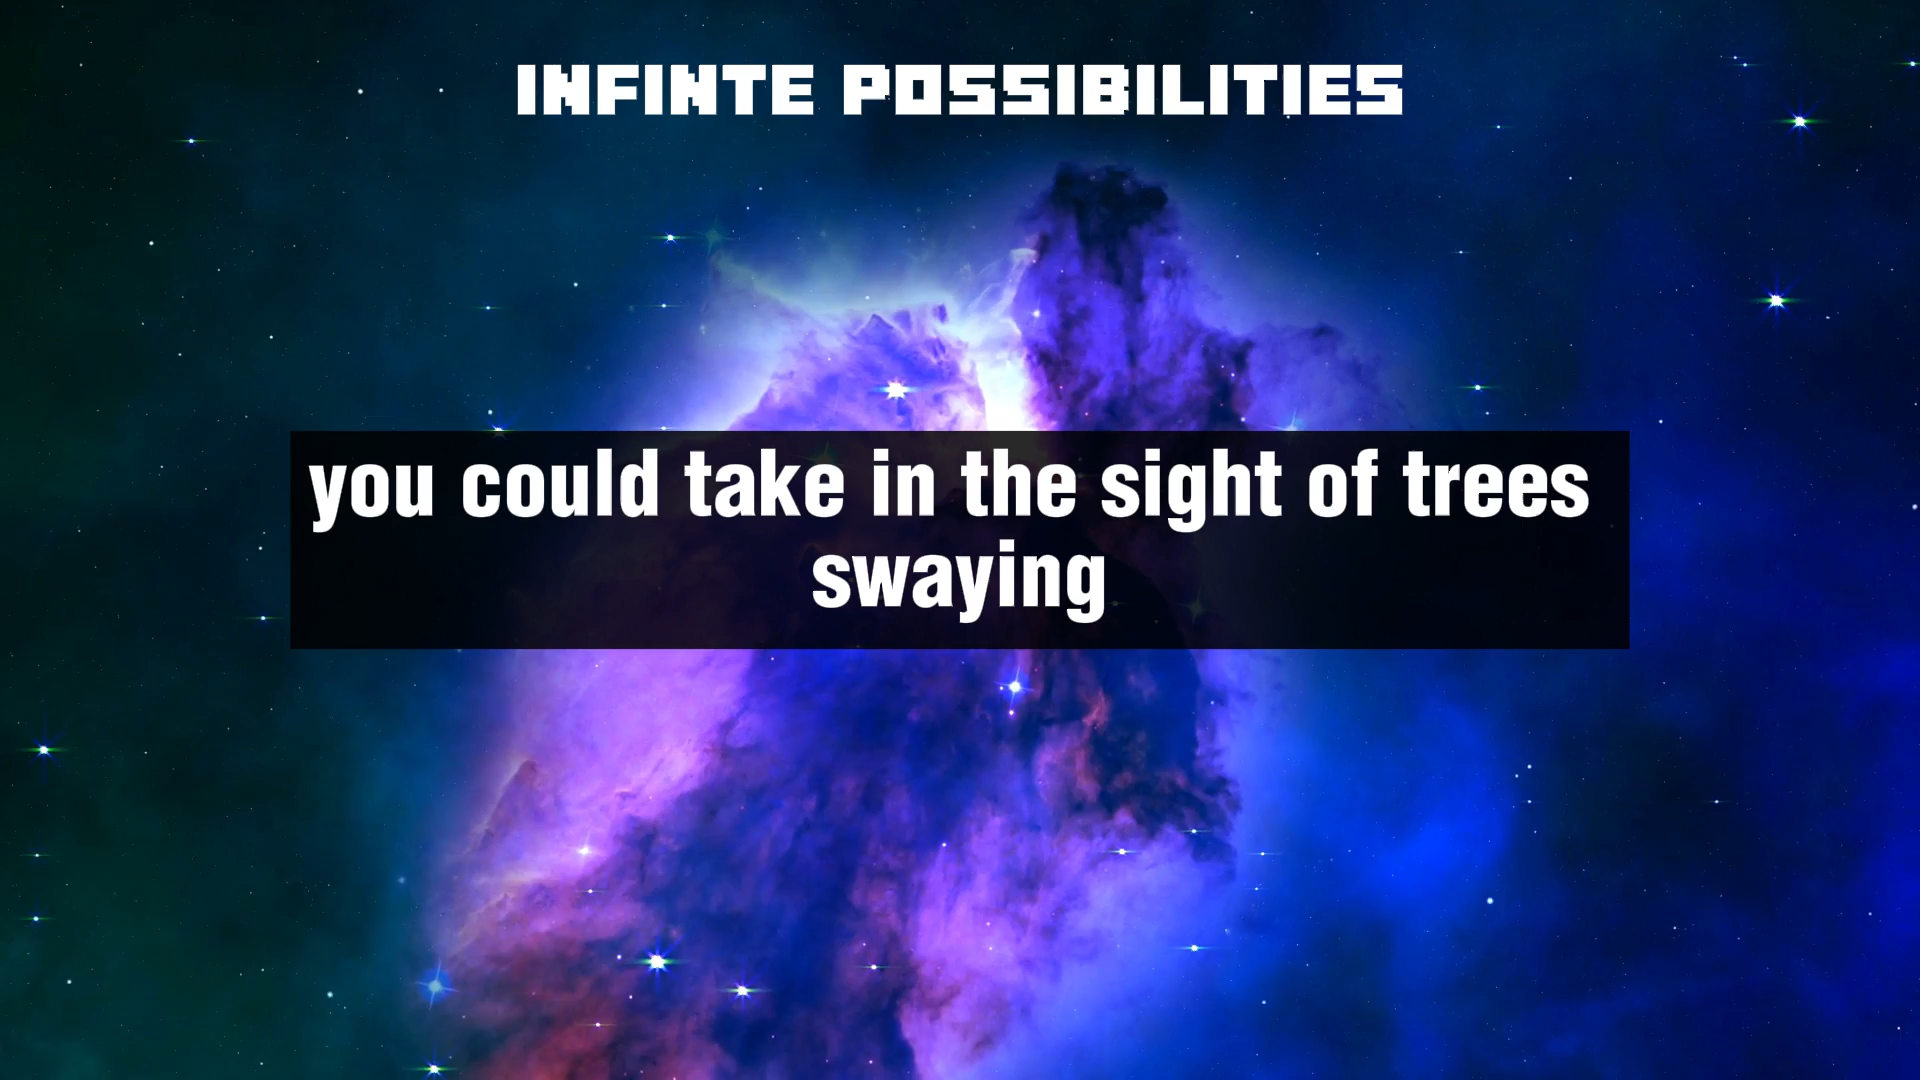 INFINTE POSSIBILITIES
you could take in the sight of trees
swaying